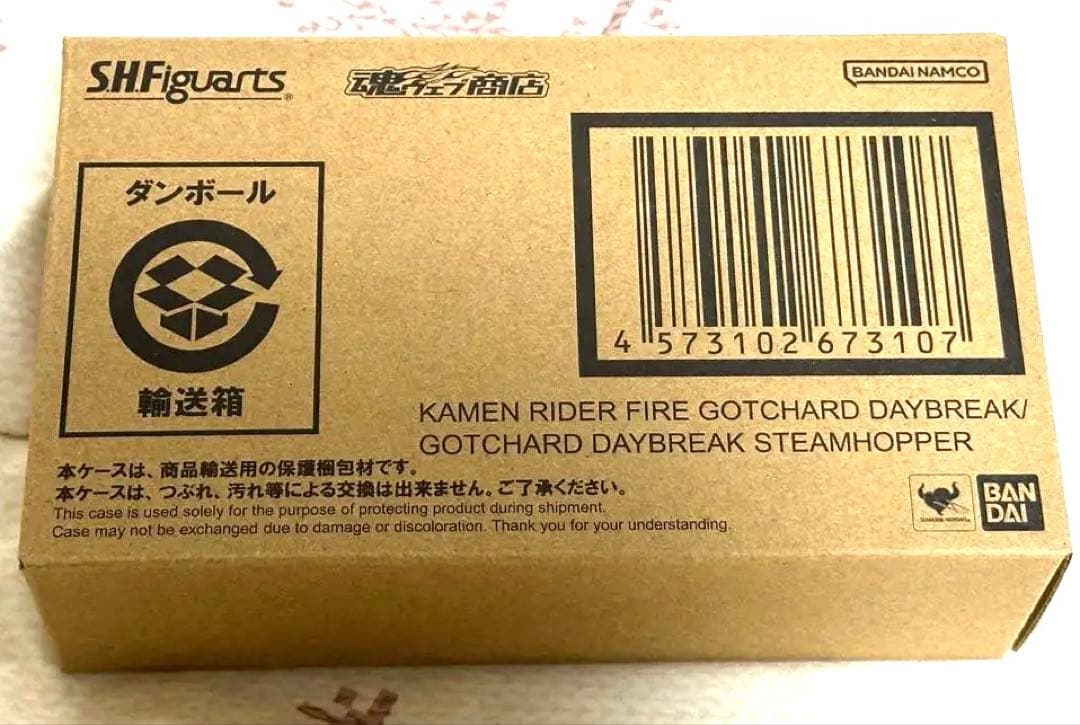 S.H.Figuarts®
魂ウェブ商店
BANDAI NAMCO
ダンボール
輸送箱
4 573102 673107
KAMEN RIDER FIRE GOTCHARD DAYBREAK/
GOTCHARD DAYBREAK STEAMHOPPER
本ケースは、商品輸送用の保護梱包材です。
本ケースは、つぶれ、汚れ等による交換は出来ません。ご了承ください。
This case is used solely for the purpose of protecting product during shipment.
Case may not be exchanged due to damage or discoloration. Thank you for your understanding.
TAMASHII NATIONS
BAN
DAI